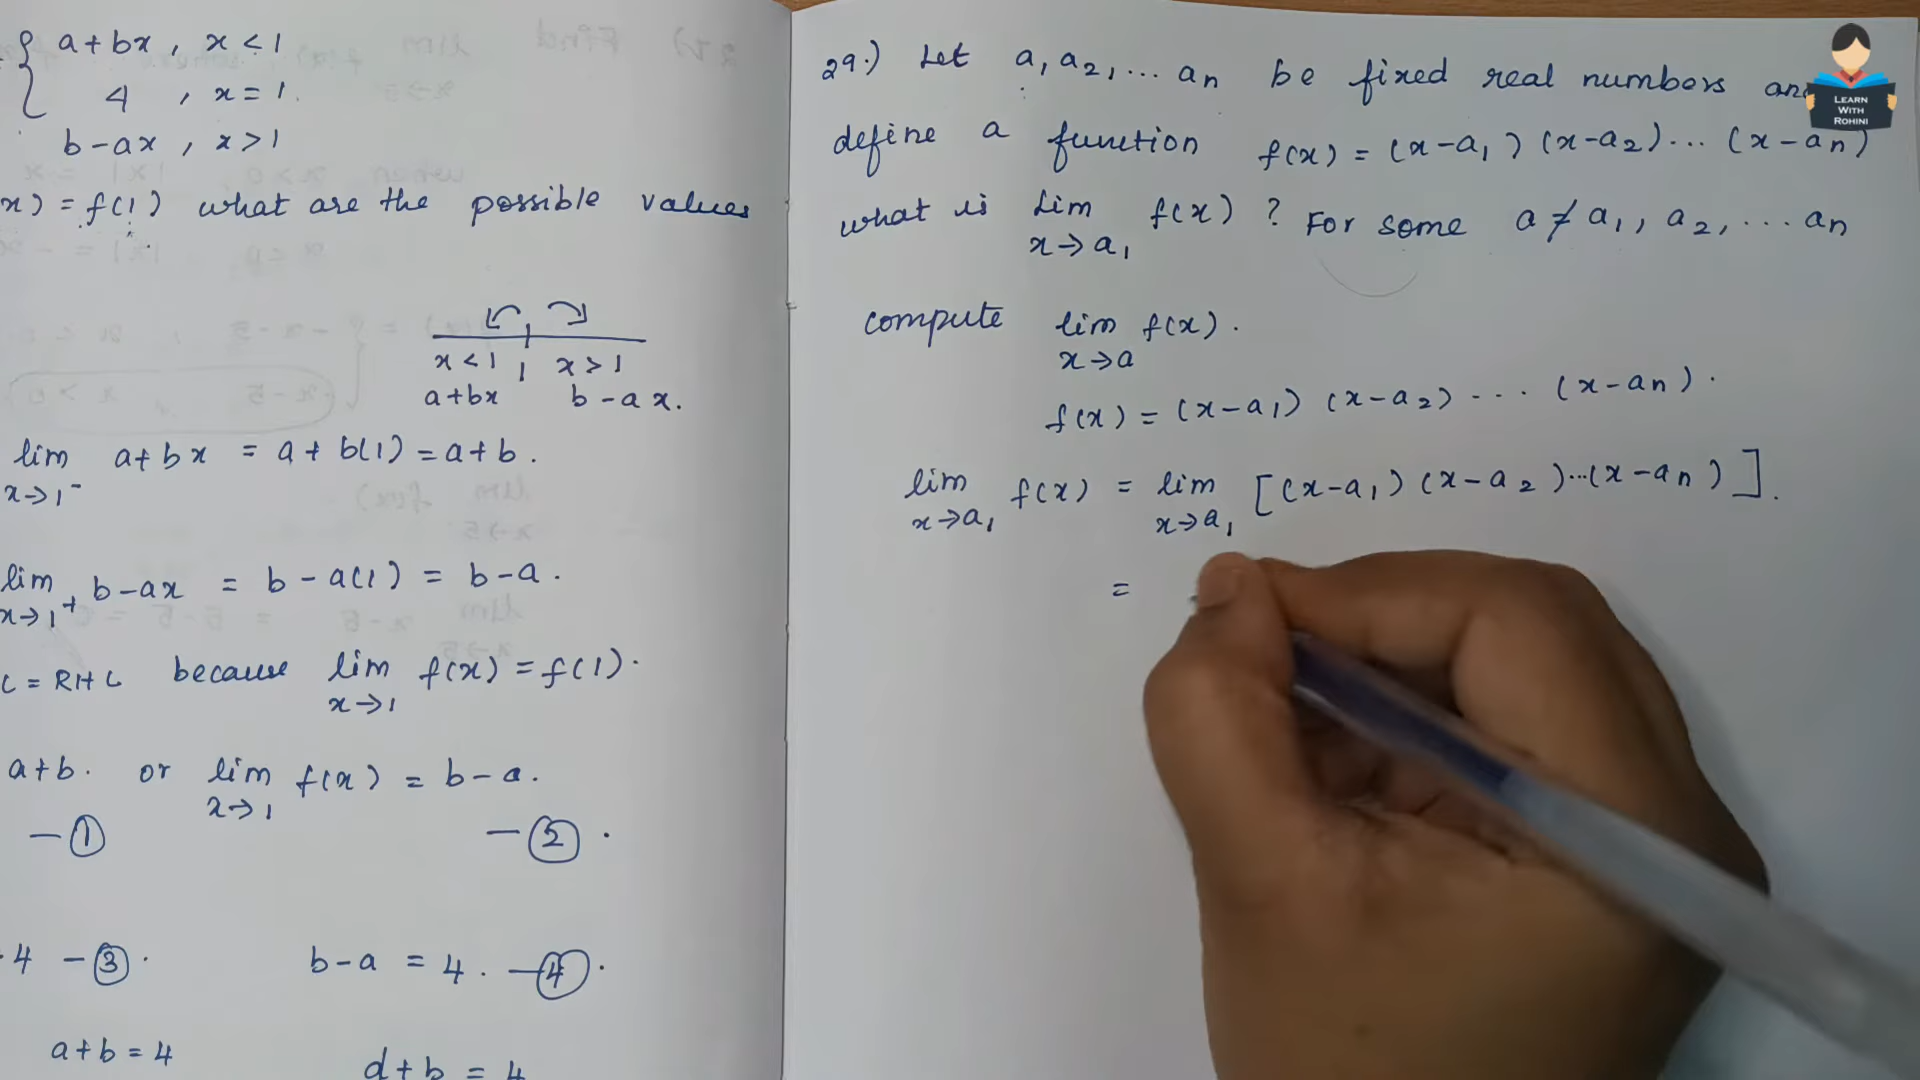 a+bx , x<1
4 , x=1.
b-ax , x>1
x) = f(1) what are the possible values
x<1 1 x>1
a+bx b-ax.
lim a+bx = a+b(1) = a+b.
x→1⁻
lim b-ax = b-a(1) = b-a.
x→1⁺
= RHL because lim f(x) = f(1).
x→1
a+b. or lim f(x) = b-a.
x→1
-① -② .
4 -③. b-a = 4. -④.
a+b=4 +b = 4
29.) Let a1 a2, ... an be fixed real numbers
define a function f(x) = (x-a1) (x-a2)... (x-an)
what is lim f(x) ? For some a ≠ a1, a2, ... an
x→a1
compute lim f(x).
x→a
f(x) = (x-a1) (x-a2) ... (x-an).
lim f(x) = lim [(x-a1) (x-a2)...(x-an)].
x→a1 x→a1
=
LEARN
WITH
ROHINI